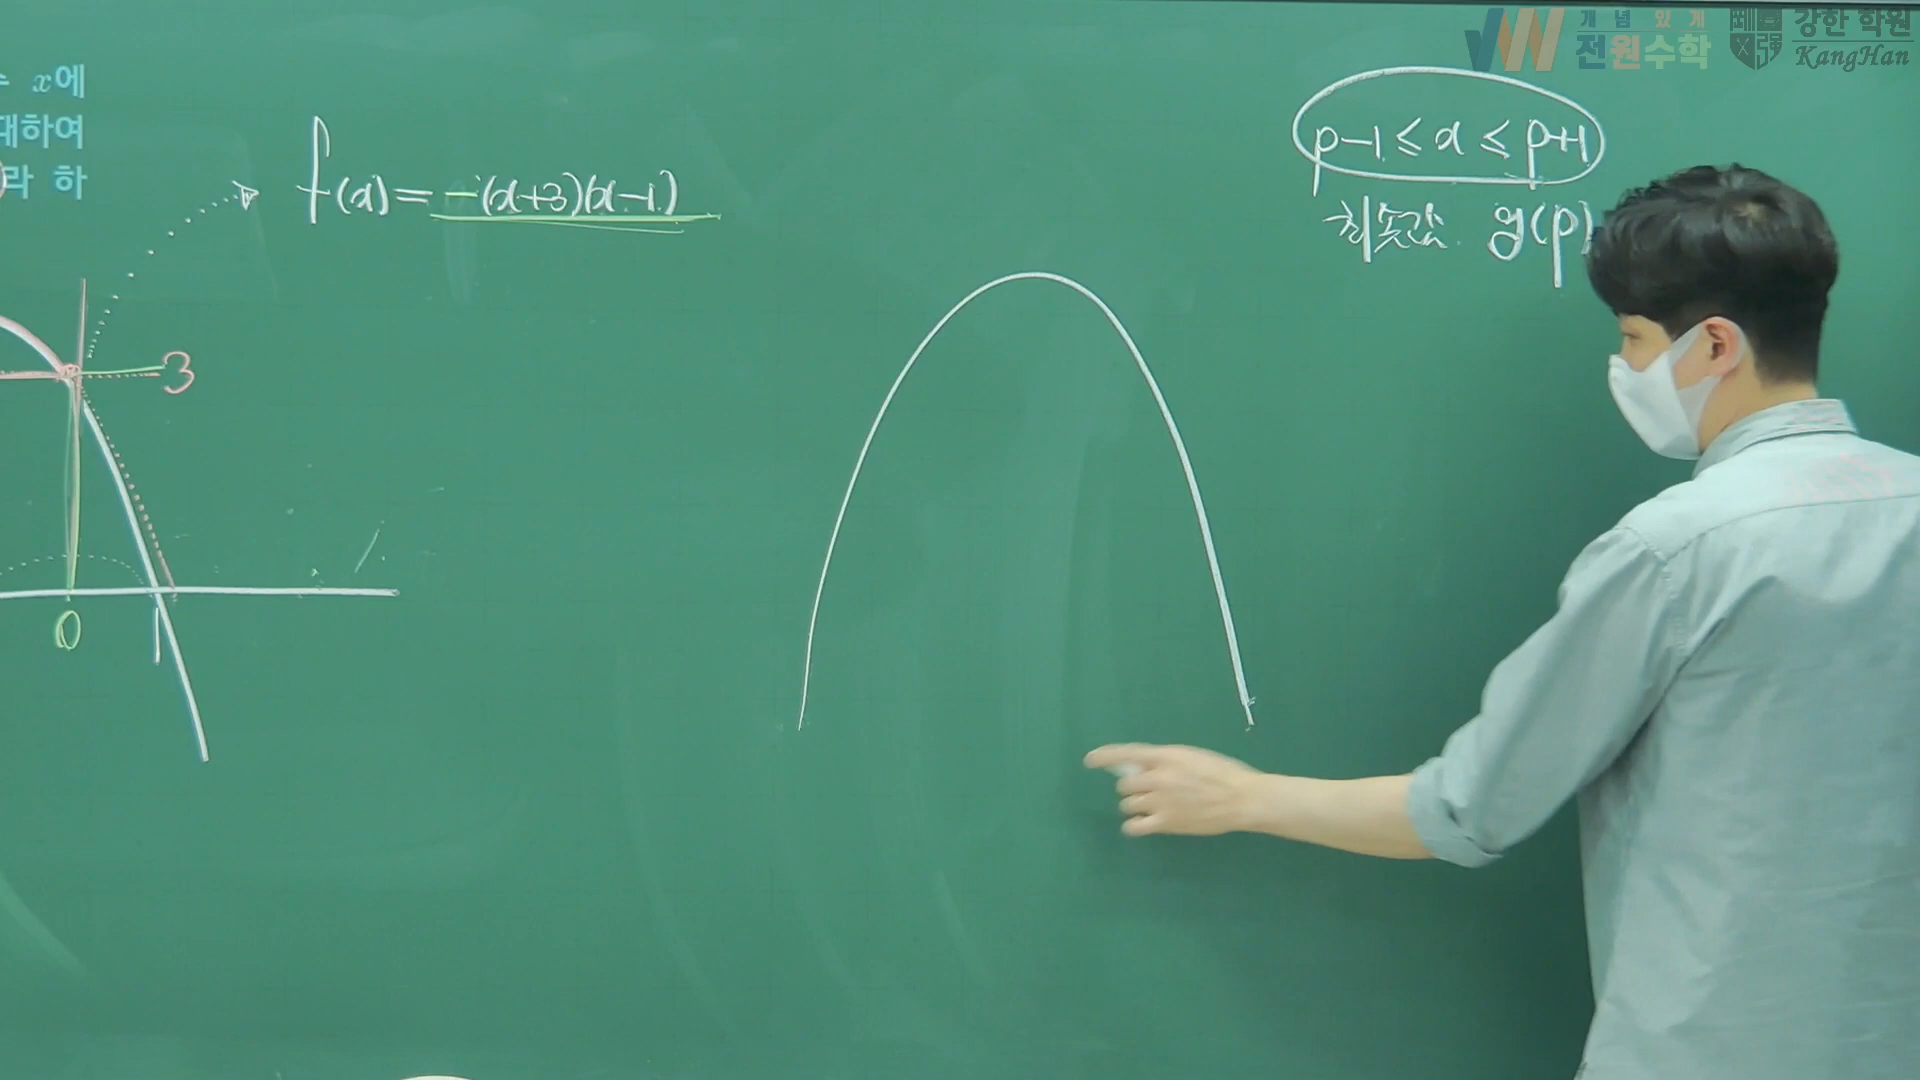 개념 있게
전원수학
강한 학원
KangHan
x에
대하여
라 하
f(x) = -(x+3)(x-1)
p-1 ≤ x ≤ p+1
최솟값 g(p)
3
0
1